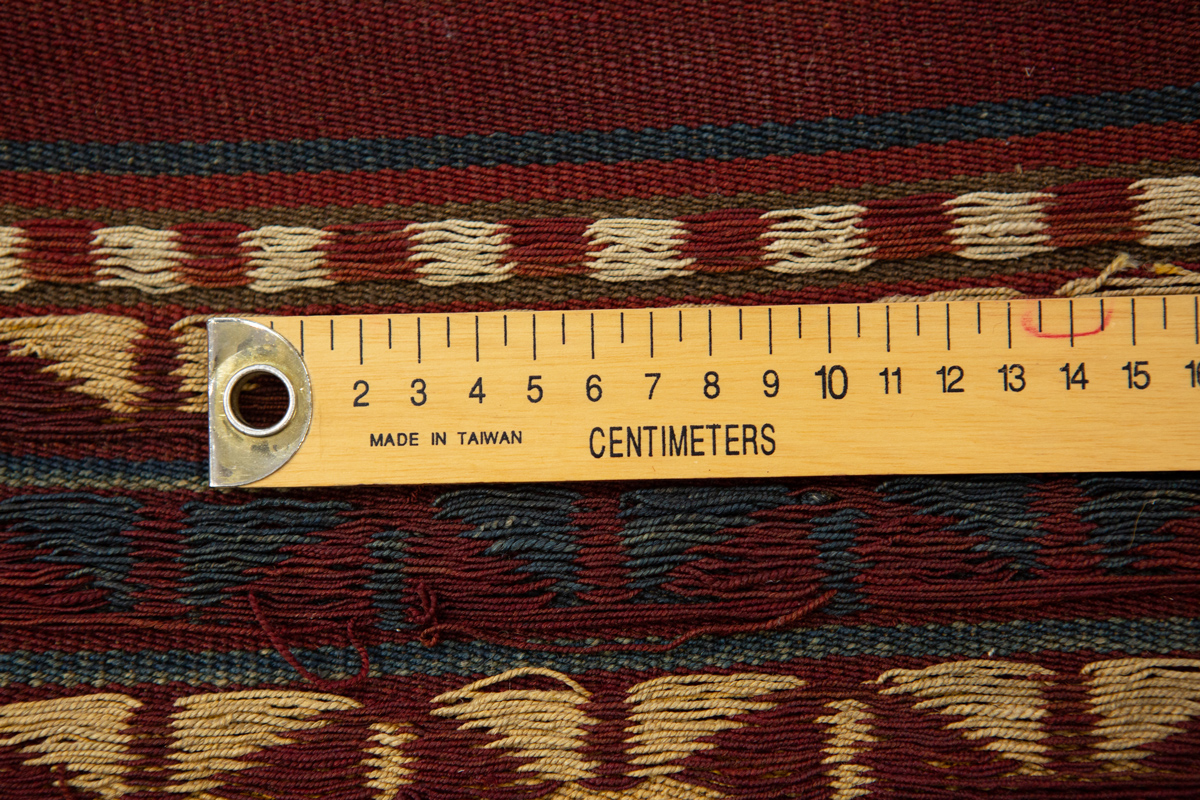 2 3 4 5 6 7 8 9 10 11 12 13 14 15
MADE IN TAIWAN CENTIMETERS